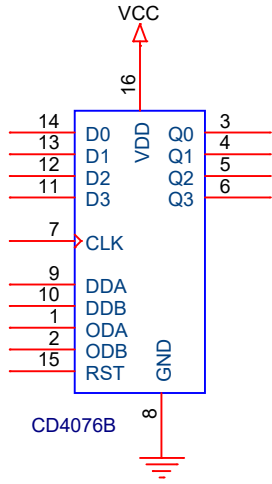 VCC
16
VDD
14 D0 Q0 3
13 D1 Q1 4
12 D2 Q2 5
11 D3 Q3 6
7 CLK
9 DDA
10 DDB
1 ODA
2 ODB
15 RST
GND
8
CD4076B